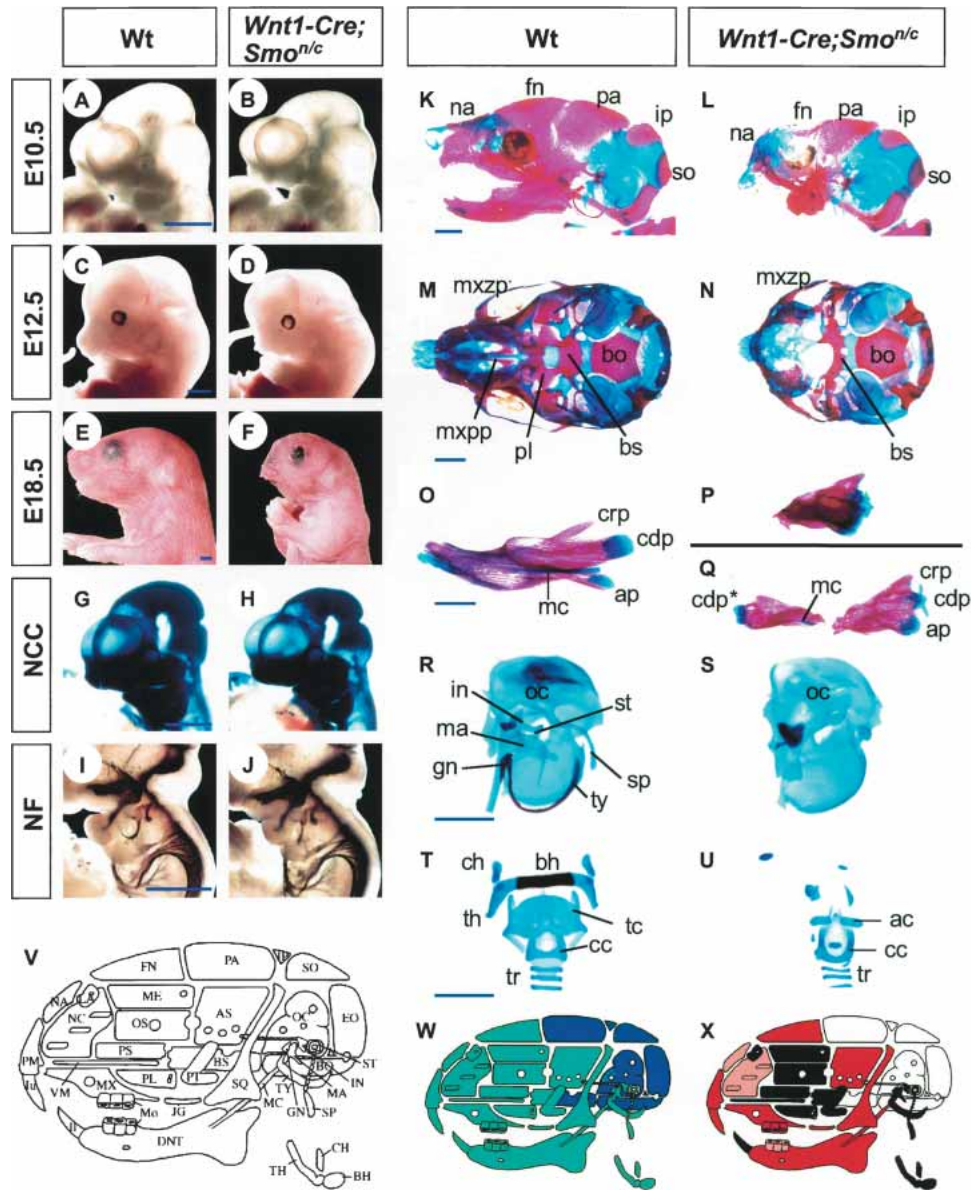 Wt
Wnt1-Cre;
Smo^n/c
Wt
Wnt1-Cre;Smo^n/c
E10.5
A
B
E12.5
C
D
E18.5
E
F
NCC
G
H
NF
I
J
K
na
fn
pa
ip
so
L
na
fn
pa
ip
so
M
mxzp
bo
mxpp
pl
bs
N
mxzp
bo
bs
O
crp
cdp
ap
mc
P
Q
cdp*
mc
crp
cdp
ap
R
oc
in
st
ma
gn
sp
ty
S
oc
T
ch
bh
th
tc
cc
tr
U
ac
cc
tr
V
FN
PA
SO
NA
NC
ME
AS
OC
EO
OS
PS
BS
ST
PM
VM
MX
PL
PT
SQ
TY
MA
IN
MC
GN
SP
Mo
JG
DNT
CH
TH
BH
W
X